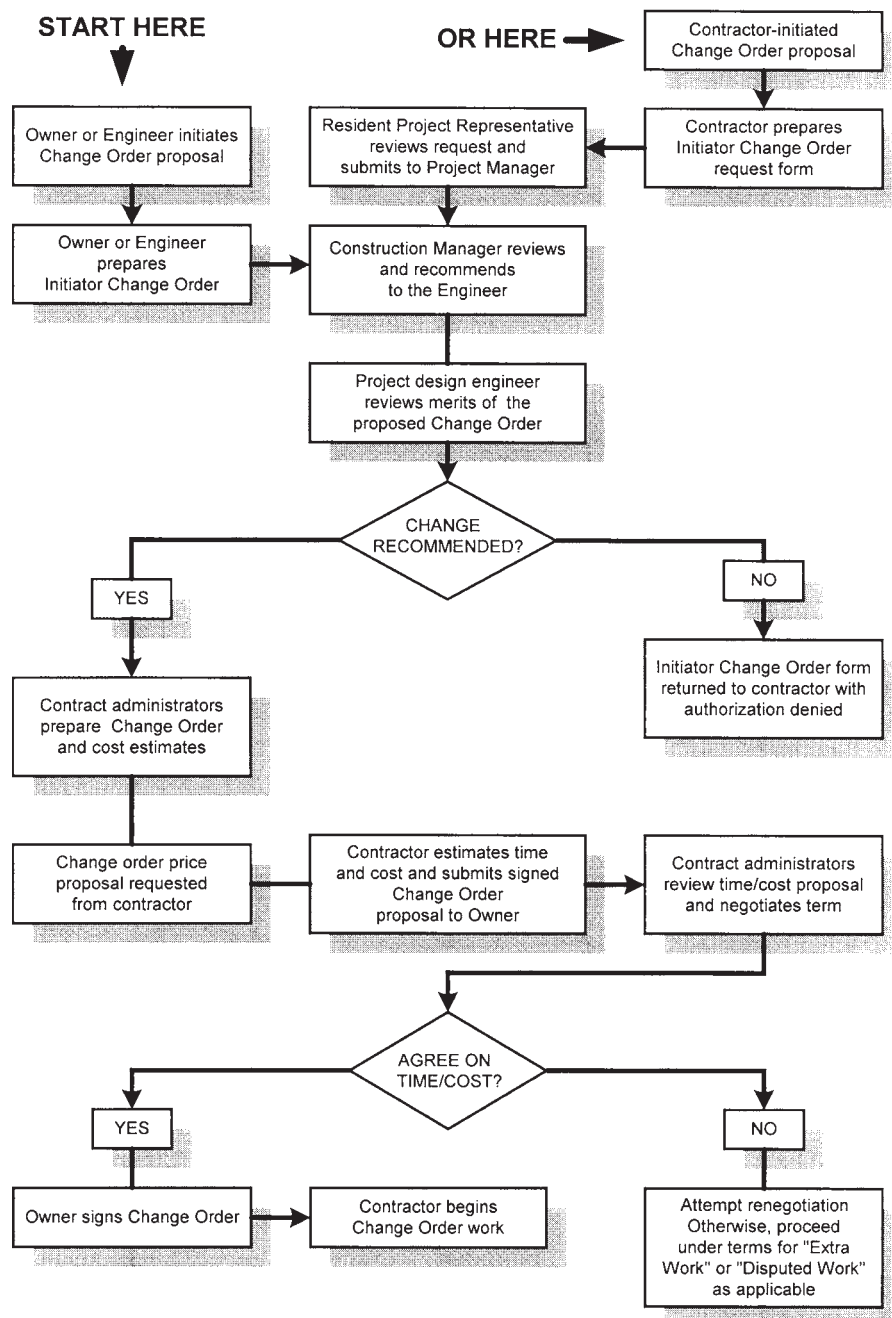 START HERE
OR HERE
Contractor-initiated
Change Order proposal
Owner or Engineer initiates
Change Order proposal
Resident Project Representative
reviews request and
submits to Project Manager
Contractor prepares
Initiator Change Order
request form
Owner or Engineer
prepares
Initiator Change Order
Construction Manager reviews
and recommends
to the Engineer
Project design engineer
reviews merits of the
proposed Change Order
CHANGE
RECOMMENDED?
YES
NO
Contract administrators
prepare Change Order
and cost estimates
Initiator Change Order form
returned to contractor with
authorization denied
Change order price
proposal requested
from contractor
Contractor estimates time
and cost and submits signed
Change Order
proposal to Owner
Contract administrators
review time/cost proposal
and negotiates term
AGREE ON
TIME/COST?
YES
NO
Owner signs Change Order
Contractor begins
Change Order work
Attempt renegotiation
Otherwise, proceed
under terms for "Extra
Work" or "Disputed Work"
as applicable